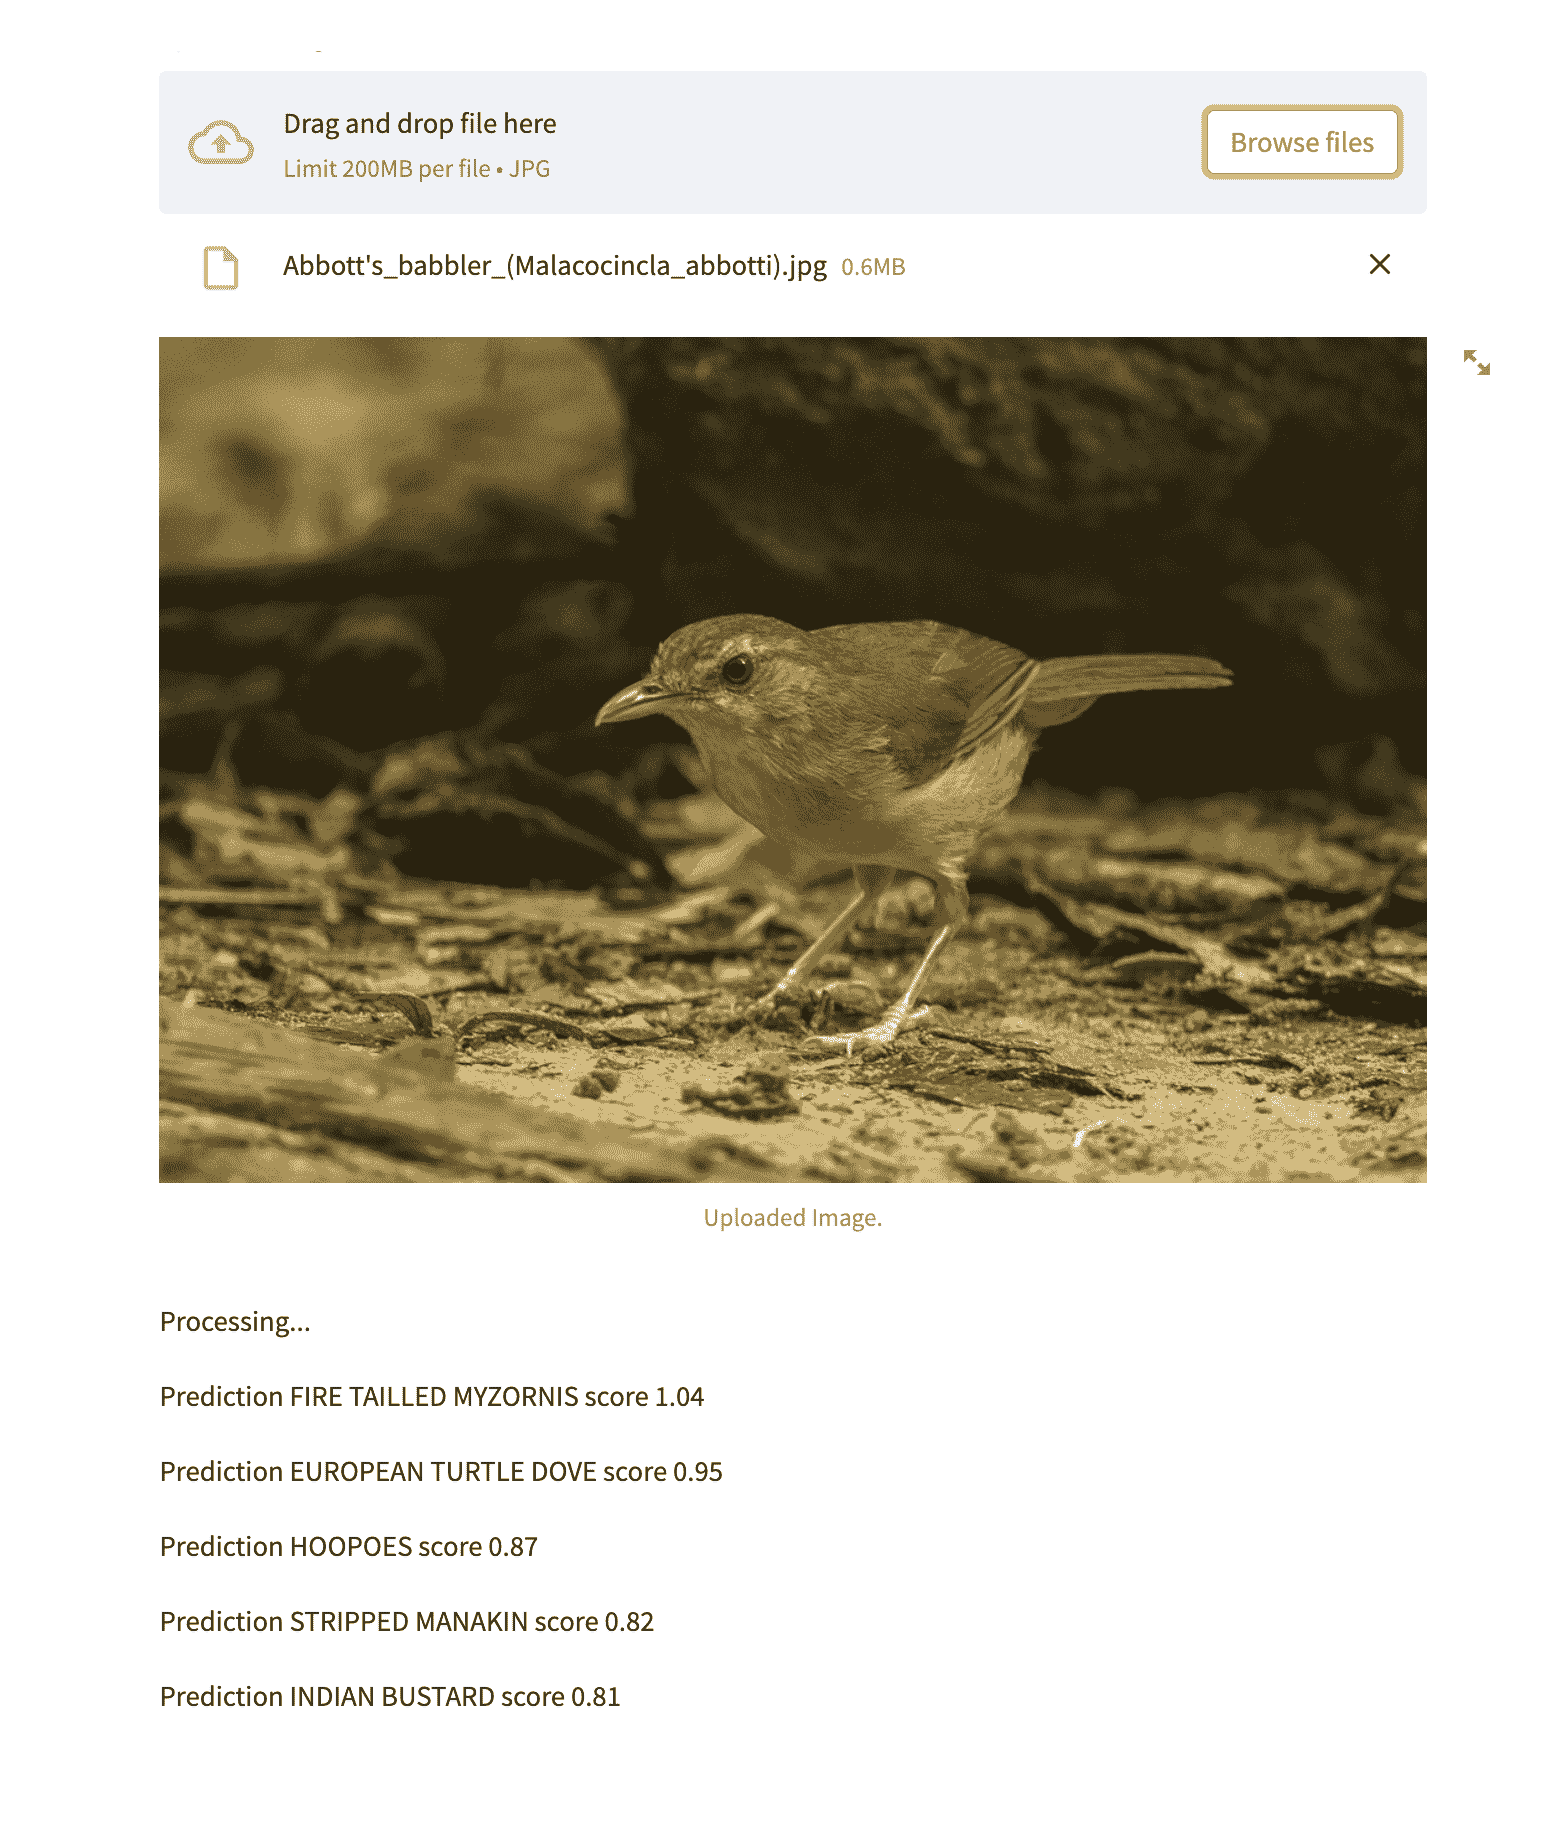 Drag and drop file here
Limit 200MB per file • JPG
Browse files
Abbott's_babbler_(Malacocincla_abbotti).jpg 0.6MB
Uploaded Image.
Processing...
Prediction FIRE TAILLED MYZORNIS score 1.04
Prediction EUROPEAN TURTLE DOVE score 0.95
Prediction HOOPOES score 0.87
Prediction STRIPPED MANAKIN score 0.82
Prediction INDIAN BUSTARD score 0.81